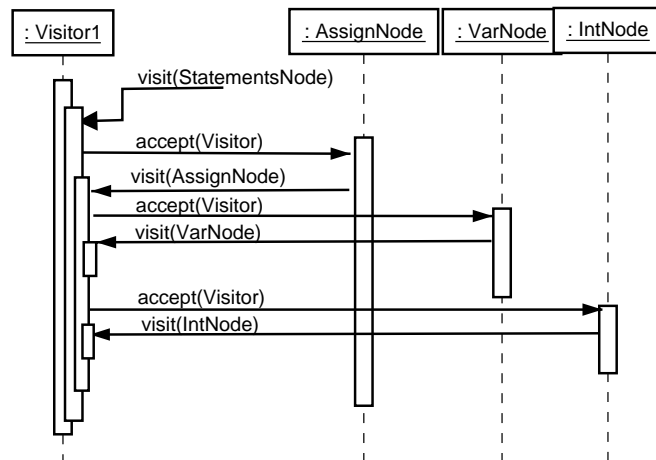 : Visitor1
: AssignNode
: VarNode
: IntNode
visit(StatementsNode)
accept(Visitor)
visit(AssignNode)
accept(Visitor)
visit(VarNode)
accept(Visitor)
visit(IntNode)